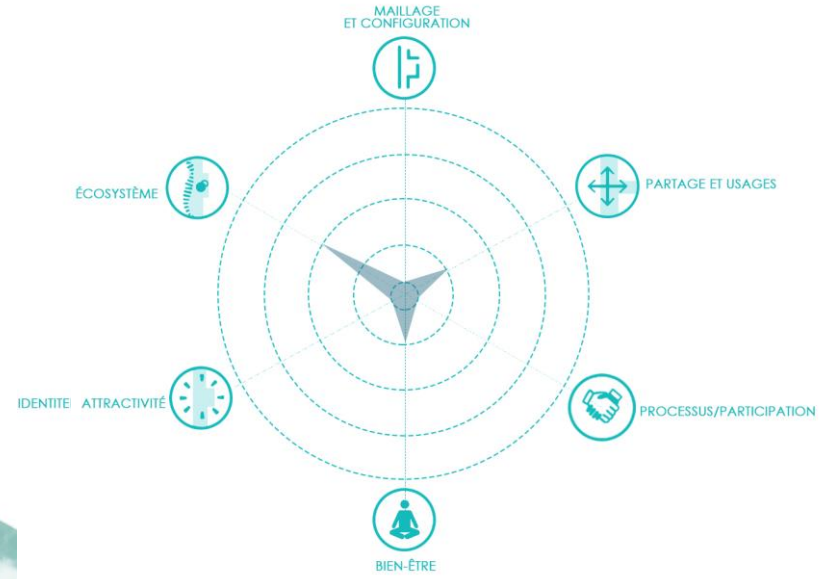 MAILLAGE
ET CONFIGURATION
PARTAGE ET USAGES
ÉCOSYSTÈME
IDENTITE ATTRACTIVITÉ
PROCESSUS/PARTICIPATION
BIEN-ÊTRE